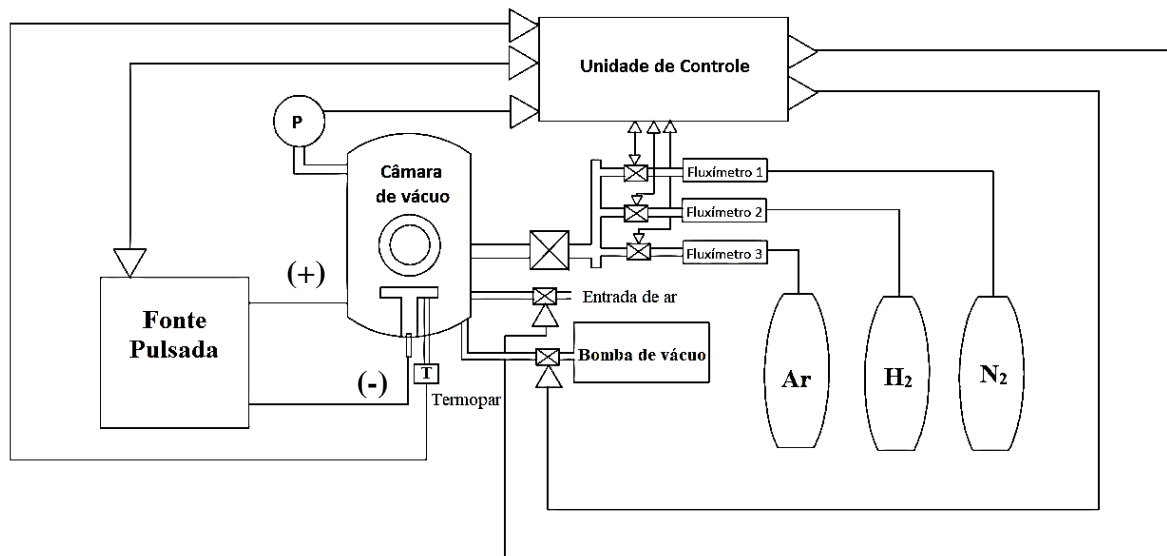 Unidade de Controle
P
Câmara
de vácuo
Fluxímetro 1
Fluxímetro 2
Fluxímetro 3
(+)
Entrada de ar
Fonte
Pulsada
Bomba de vácuo
(-)
T
Termopar
Ar
H₂
N₂